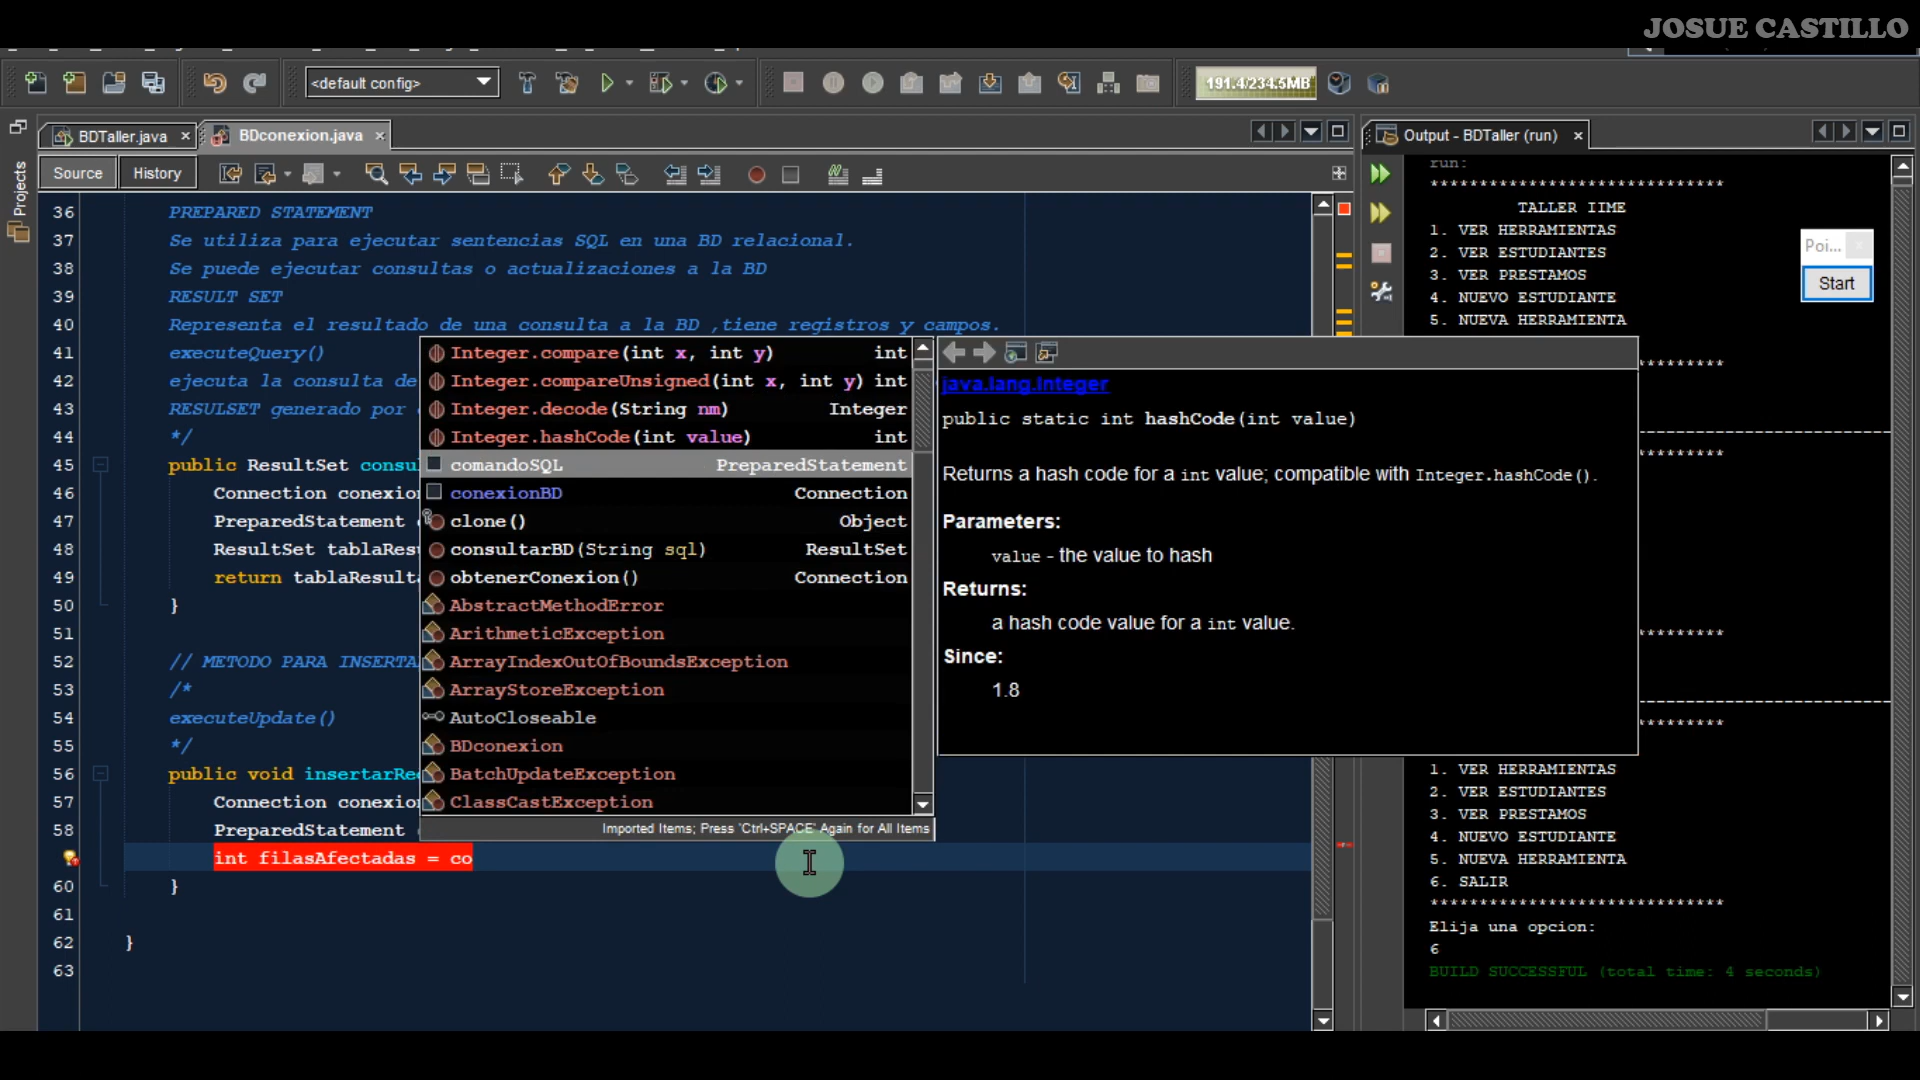 JOSUE CASTILLO
<default config>
191.4/234.5MB
BDTaller.java
BDconexion.java
Output - BDTaller (run)
Projects
Source
History
36 PREPARED STATEMENT
37 Se utiliza para ejecutar sentencias SQL en una BD relacional.
38 Se puede ejecutar consultas o actualizaciones a la BD
39 RESULT SET
40 Representa el resultado de una consulta a la BD ,tiene registros y campos.
41 executeQuery()
42 ejecuta la consulta de
43 RESULSET generado por
44 */
45 public ResultSet consul
46 Connection conexion
47 PreparedStatement
48 ResultSet tablaResu
49 return tablaResulta
50 }
51
52 // METODO PARA INSERTA
53 /*
54 executeUpdate()
55 */
56 public void insertarRe
57 Connection conexion
58 PreparedStatement
int filasAfectadas = co
60 }
61
62 }
63
Integer.compare(int x, int y) int
Integer.compareUnsigned(int x, int y) int
Integer.decode(String nm) Integer
Integer.hashCode(int value) int
comandoSQL PreparedStatement
conexionBD Connection
clone() Object
consultarBD(String sql) ResultSet
obtenerConexion() Connection
AbstractMethodError
ArithmeticException
ArrayIndexOutOfBoundsException
ArrayStoreException
AutoCloseable
BDconexion
BatchUpdateException
ClassCastException
Imported Items; Press 'Ctrl+SPACE' Again for All Items
java.lang.Integer
public static int hashCode(int value)
Returns a hash code for a int value; compatible with Integer.hashCode().
Parameters:
value - the value to hash
Returns:
a hash code value for a int value.
Since:
1.8
run:
******************************
TALLER IIME
1. VER HERRAMIENTAS
2. VER ESTUDIANTES
3. VER PRESTAMOS
4. NUEVO ESTUDIANTE
5. NUEVA HERRAMIENTA
*********
*********
*********
*********
1. VER HERRAMIENTAS
2. VER ESTUDIANTES
3. VER PRESTAMOS
4. NUEVO ESTUDIANTE
5. NUEVA HERRAMIENTA
6. SALIR
******************************
Elija una opcion:
6
BUILD SUCCESSFUL (total time: 4 seconds)
Poi...
Start